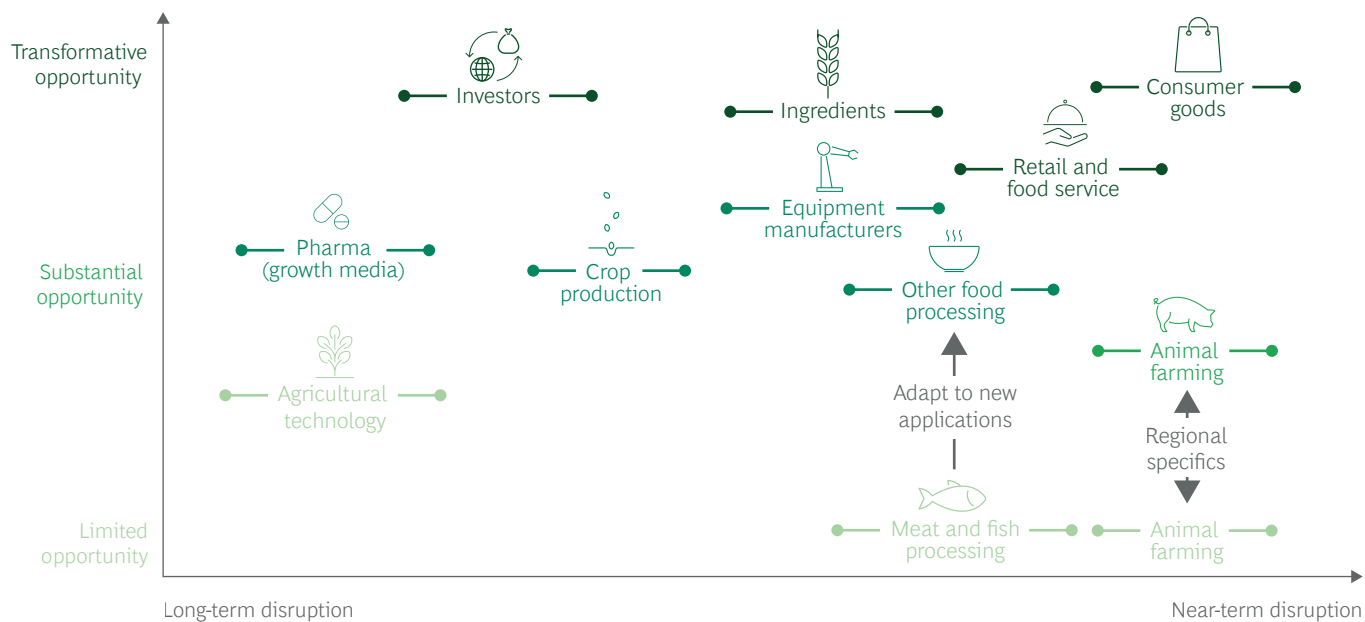 Transformative
opportunity
Investors
Ingredients
Consumer
goods
Retail and
food service
Equipment
manufacturers
Pharma
(growth media)
Substantial
opportunity
Crop
production
Other food
processing
Animal
farming
Agricultural
technology
Adapt to new
applications
Regional
specifics
Limited
opportunity
Meat and fish
processing
Animal
farming
Long-term disruption
Near-term disruption